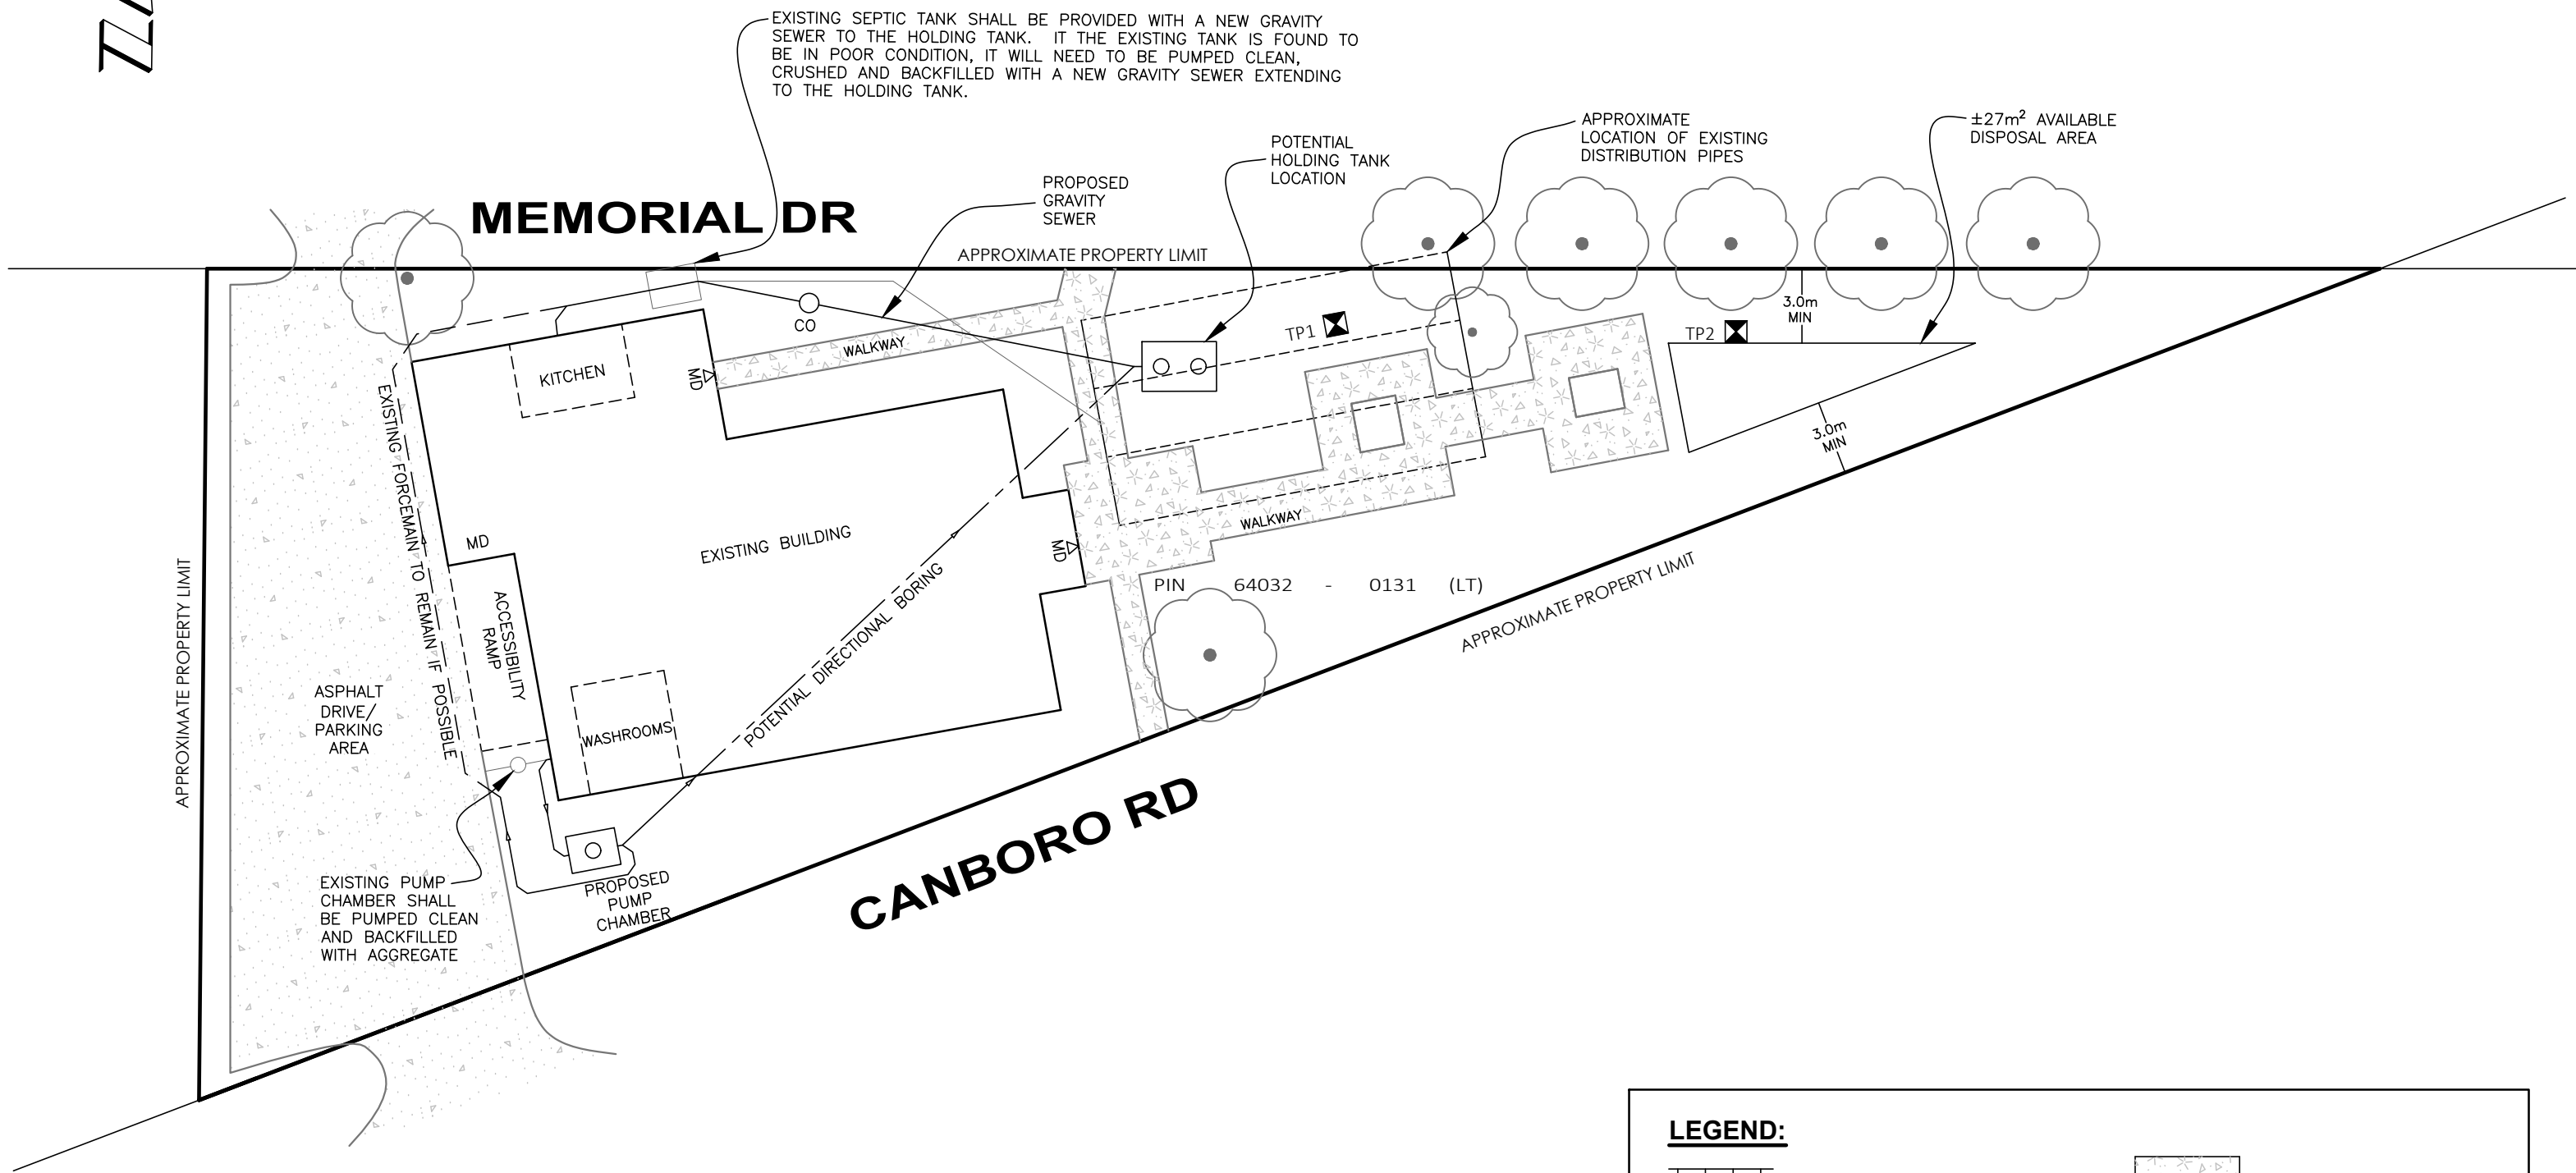 EXISTING SEPTIC TANK SHALL BE PROVIDED WITH A NEW GRAVITY
SEWER TO THE HOLDING TANK. IT THE EXISTING TANK IS FOUND TO
BE IN POOR CONDITION, IT WILL NEED TO BE PUMPED CLEAN,
CRUSHED AND BACKFILLED WITH A NEW GRAVITY SEWER EXTENDING
TO THE HOLDING TANK.
APPROXIMATE
LOCATION OF EXISTING
DISTRIBUTION PIPES
±27m² AVAILABLE
DISPOSAL AREA
POTENTIAL
HOLDING TANK
LOCATION
PROPOSED
GRAVITY
SEWER
MEMORIAL DR
APPROXIMATE PROPERTY LIMIT
CO
3.0m
MIN
TP1
TP2
WALKWAY
KITCHEN
MD
3.0m
MIN
EXISTING FORCEMAIN TO REMAIN IF POSSIBLE
WALKWAY
MD
EXISTING BUILDING
MD
PIN 64032 - 0131 (LT)
APPROXIMATE PROPERTY LIMIT
ACCESSIBILITY
RAMP
POTENTIAL DIRECTIONAL BORING
APPROXIMATE PROPERTY LIMIT
ASPHALT
DRIVE/
PARKING
AREA
WASHROOMS
CANBORO RD
EXISTING PUMP
CHAMBER SHALL
BE PUMPED CLEAN
AND BACKFILLED
WITH AGGREGATE
PROPOSED
PUMP
CHAMBER
LEGEND: